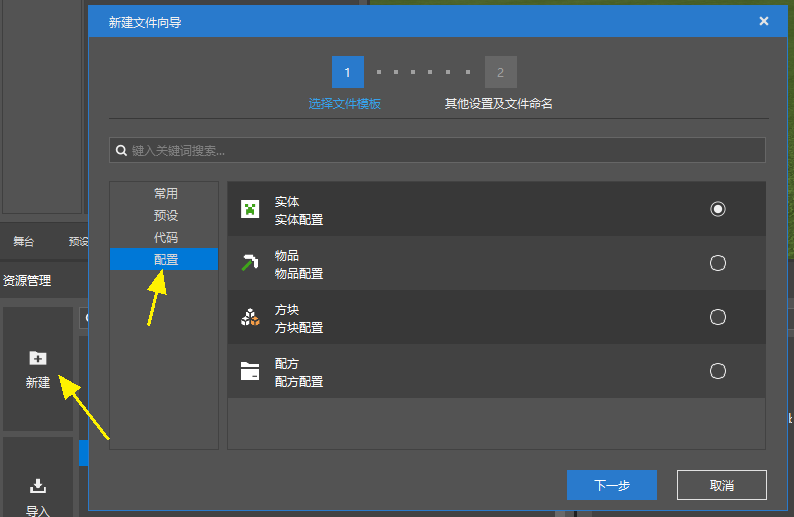 新建文件向导
1
2
选择文件模板
其他设置及文件命名
键入关键词搜索...
常用
预设
代码
配置
实体
实体配置
物品
物品配置
方块
方块配置
配方
配方配置
舞台
预设
资源管理
新建
导入
下一步
取消